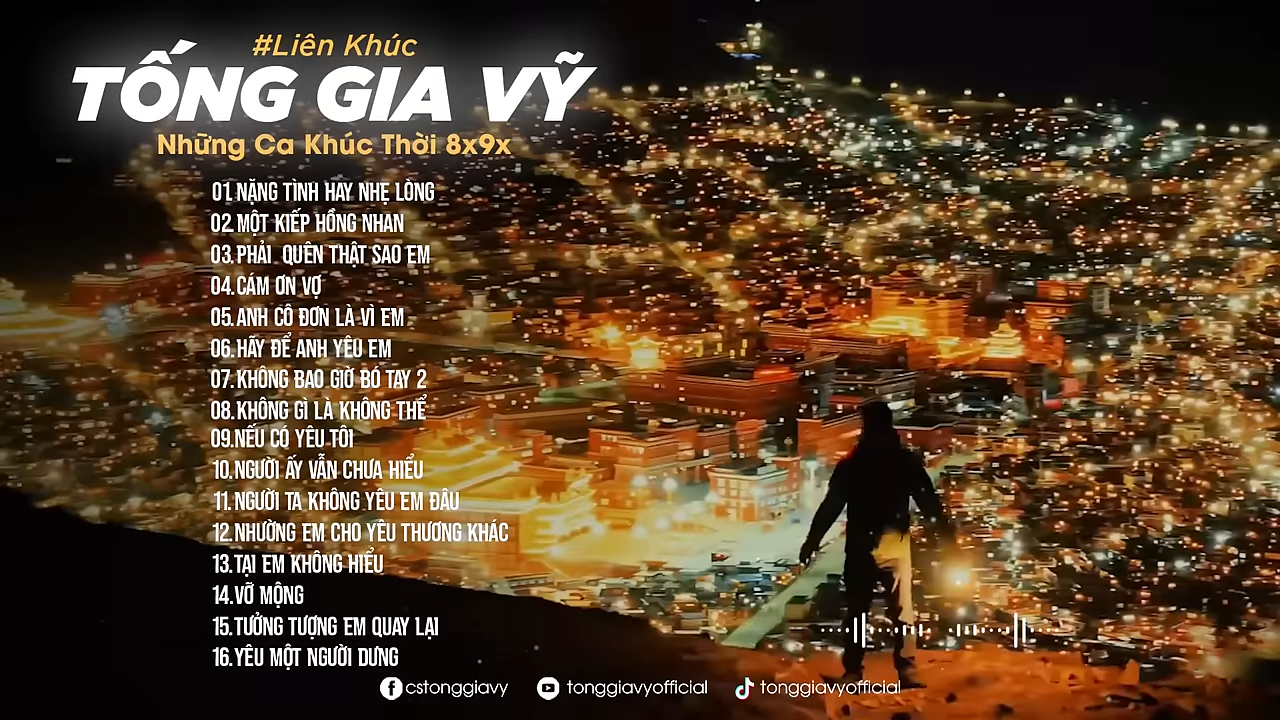 #Liên Khúc
TỐNG GIA VỸ
Những Ca Khúc Thời 8x9x
01.NẶNG TÌNH HAY NHẸ LÒNG
02.MỘT KIẾP HỒNG NHAN
03.PHẢI QUÊN THẬT SAO EM
04.CÁM ƠN VỢ
05.ANH CÔ ĐƠN LÀ VÌ EM
06.HÃY ĐỂ ANH YÊU EM
07.KHÔNG BAO GIỜ BÓ TAY 2
08.KHÔNG GÌ LÀ KHÔNG THỂ
09.NẾU CÓ YÊU TÔI
10.NGƯỜI ẤY VẪN CHƯA HIỂU
11.NGƯỜI TA KHÔNG YÊU EM ĐÂU
12.NHƯỜNG EM CHO YÊU THƯƠNG KHÁC
13.TẠI EM KHÔNG HIỂU
14.VỠ MỘNG
15.TƯỞNG TƯỢNG EM QUAY LẠI
16.YÊU MỘT NGƯỜI DƯNG
cstonggiavy tonggiavyofficial tonggiavyofficial